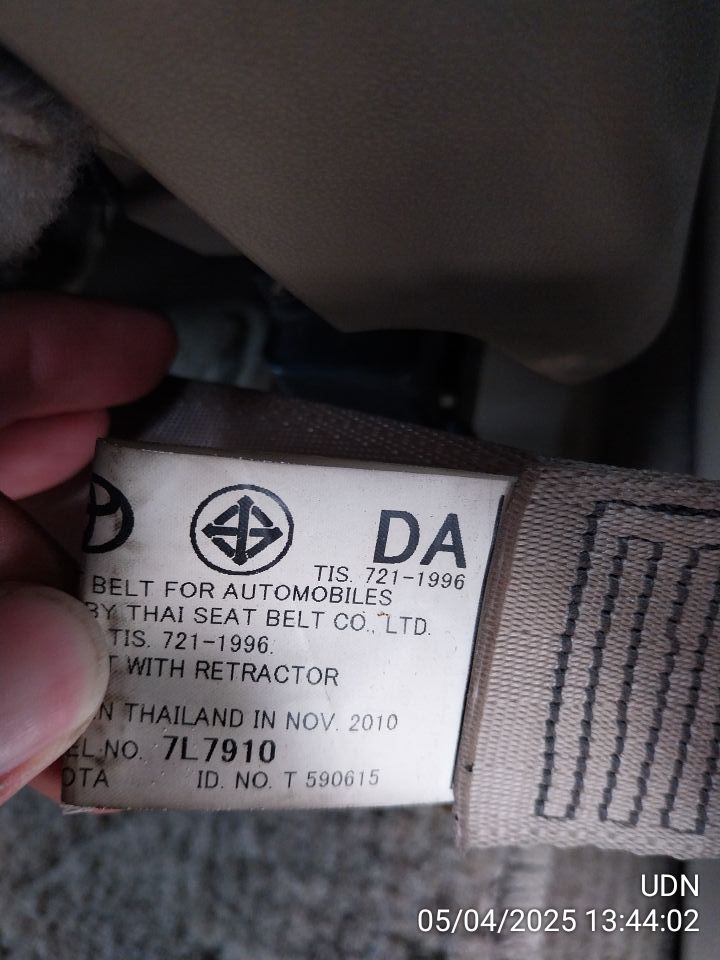 DA
TIS. 721-1996
BELT FOR AUTOMOBILES
BY THAI SEAT BELT CO., LTD.
TIS. 721-1996.
WITH RETRACTOR
THAILAND IN NOV. 2010
NO. 7L7910
ID. NO. T 590615
UDN
05/04/2025 13:44:02